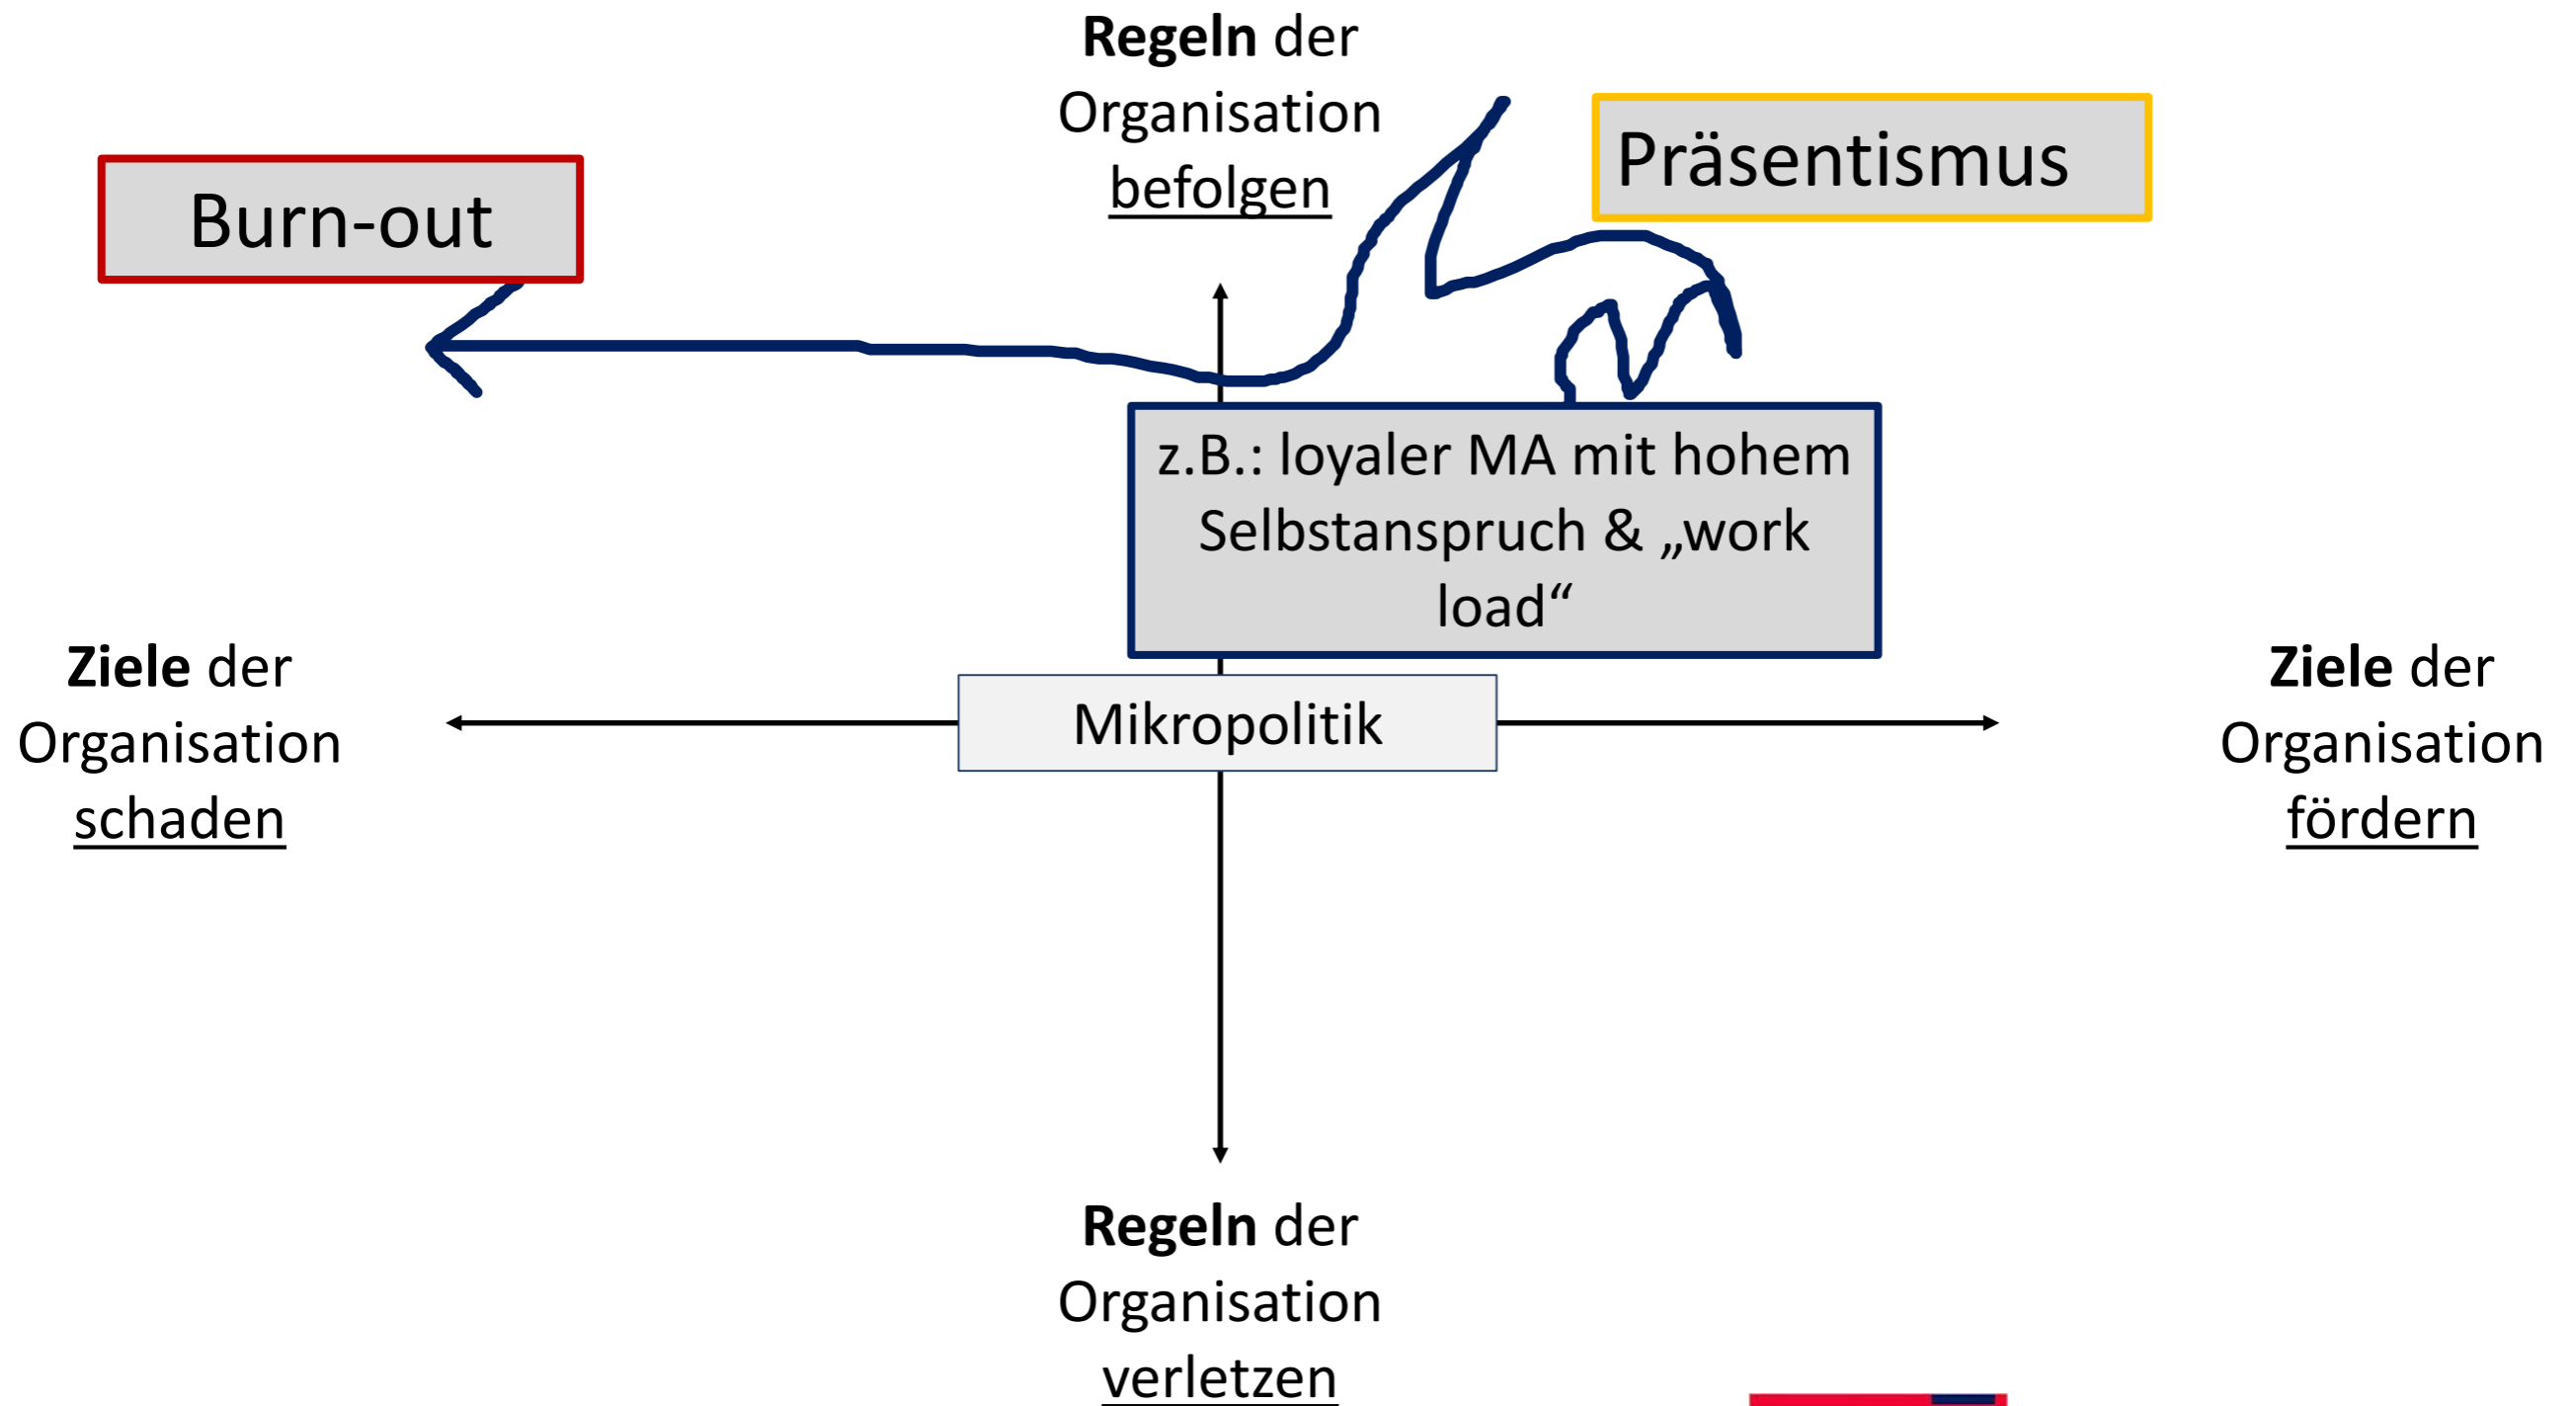 Regeln der
Organisation
befolgen
Präsentismus
Burn-out
z.B.: loyaler MA mit hohem
Selbstanspruch & „work
load“
Ziele der
Organisation
schaden
Mikropolitik
Ziele der
Organisation
fördern
Regeln der
Organisation
verletzen